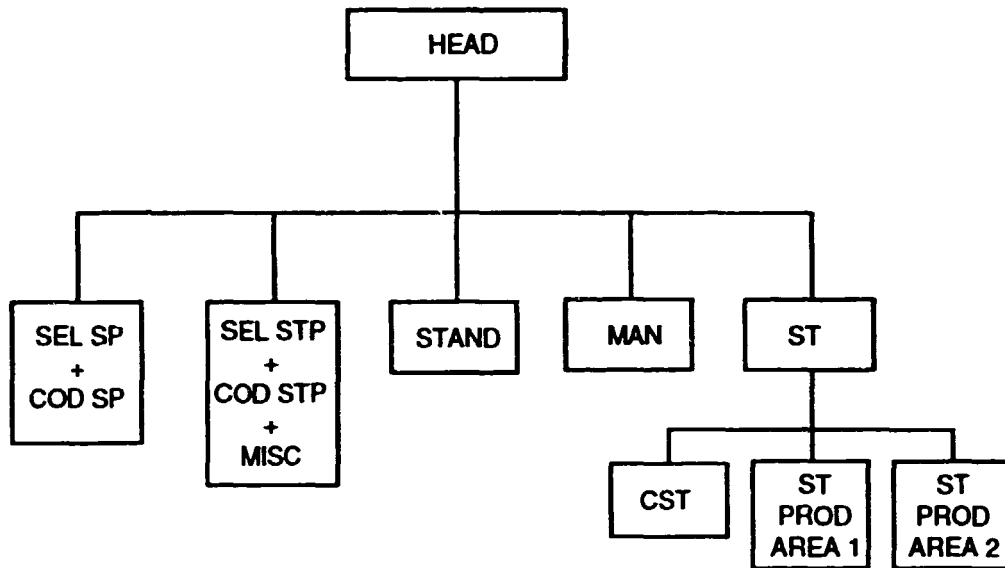 HEAD
SEL SP
+
COD SP
SEL STP
+
COD STP
+
MISC
STAND
MAN
ST
CST
ST
PROD
AREA 1
ST
PROD
AREA 2